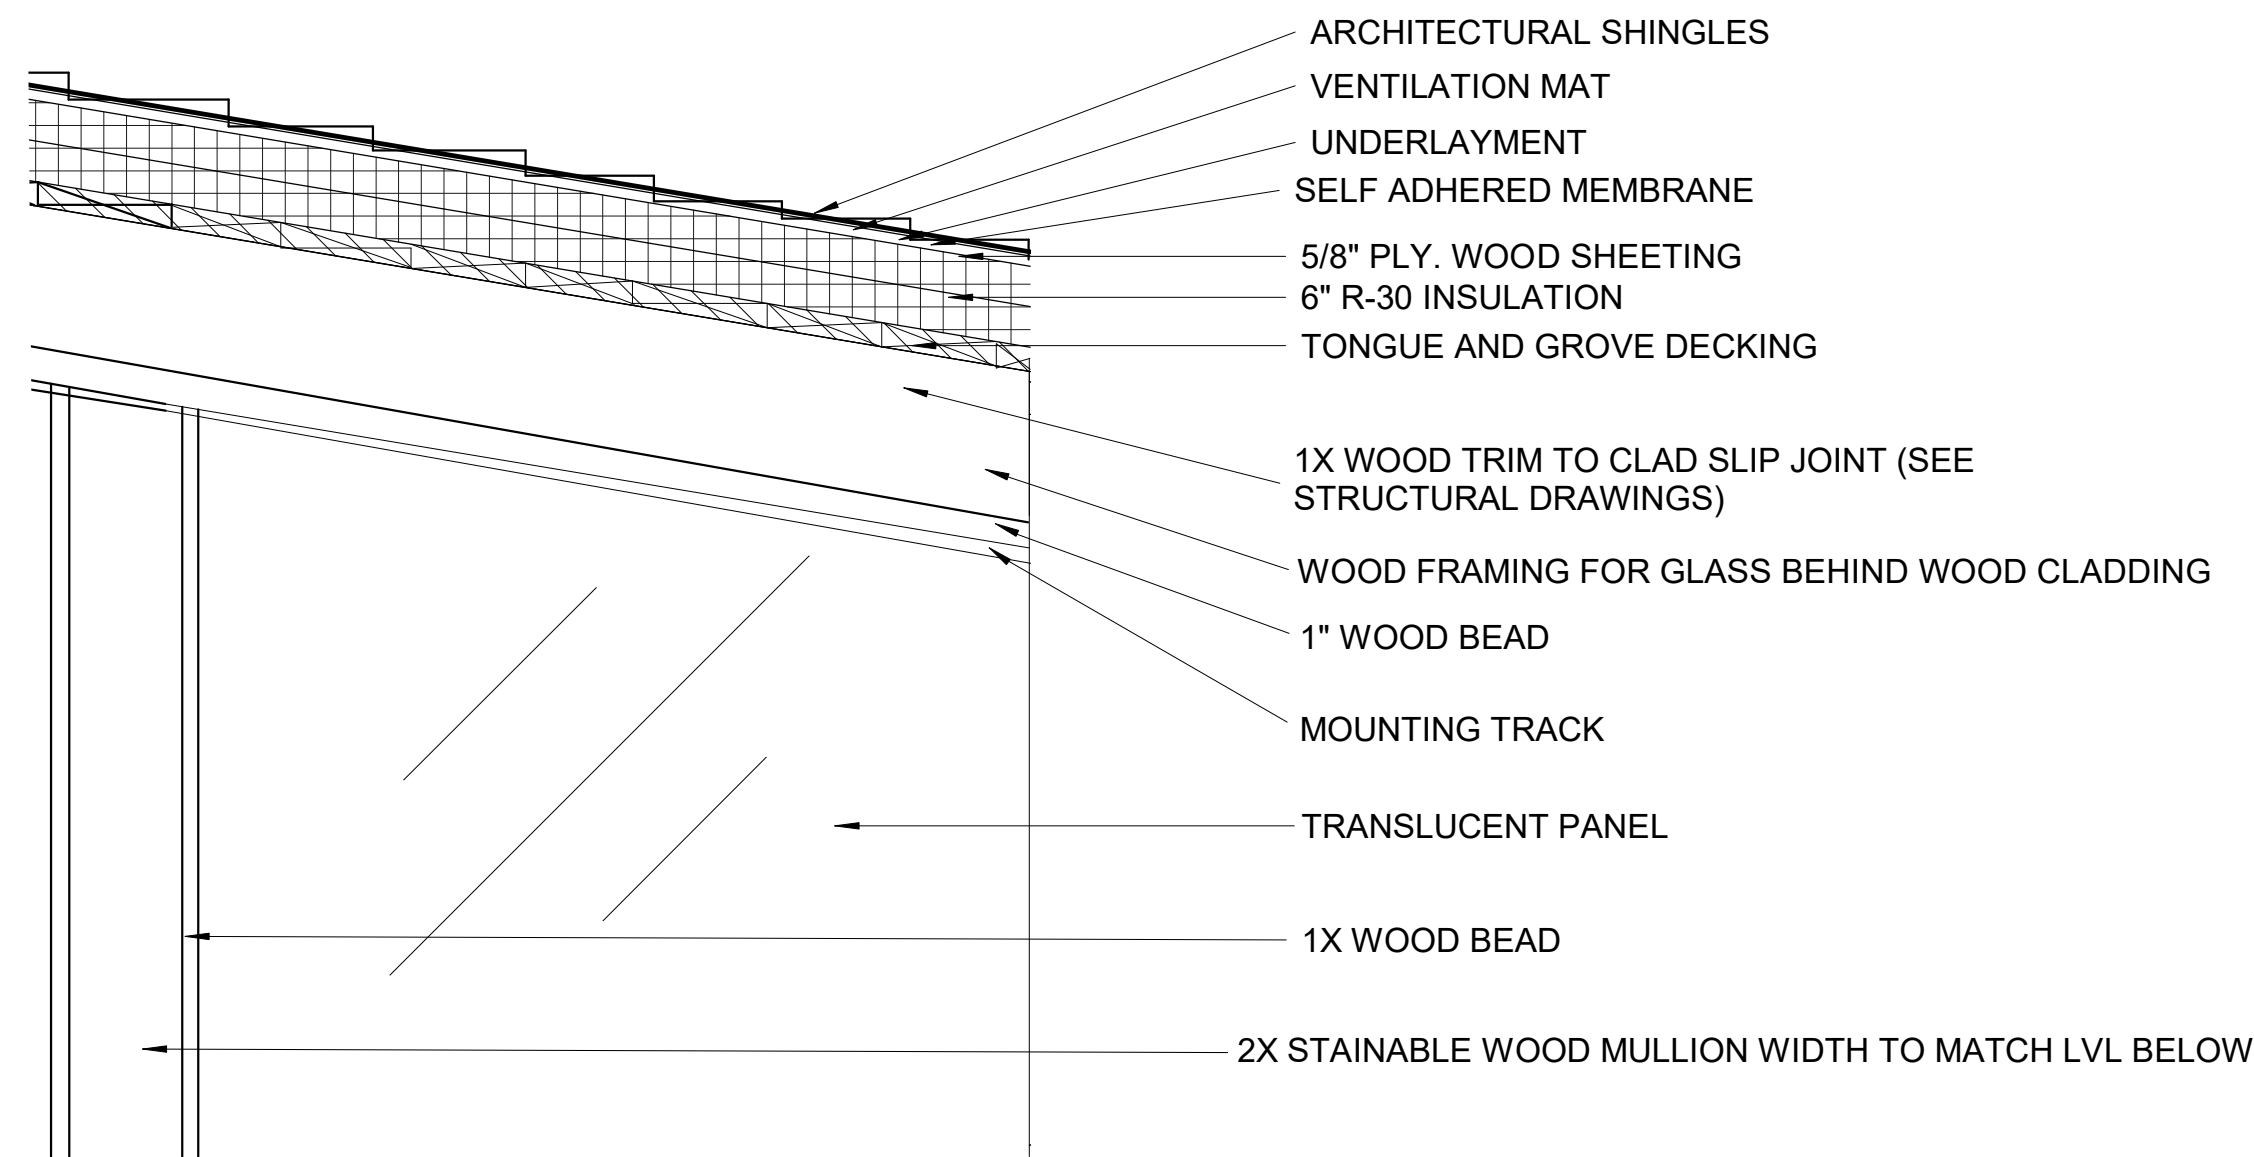 ARCHITECTURAL SHINGLES
VENTILATION MAT
UNDERLAYMENT
SELF ADHERED MEMBRANE
5/8" PLY. WOOD SHEETING
6" R-30 INSULATION
TONGUE AND GROVE DECKING
1X WOOD TRIM TO CLAD SLIP JOINT (SEE
STRUCTURAL DRAWINGS)
WOOD FRAMING FOR GLASS BEHIND WOOD CLADDING
1" WOOD BEAD
MOUNTING TRACK
TRANSLUCENT PANEL
1X WOOD BEAD
2X STAINABLE WOOD MULLION WIDTH TO MATCH LVL BELOW